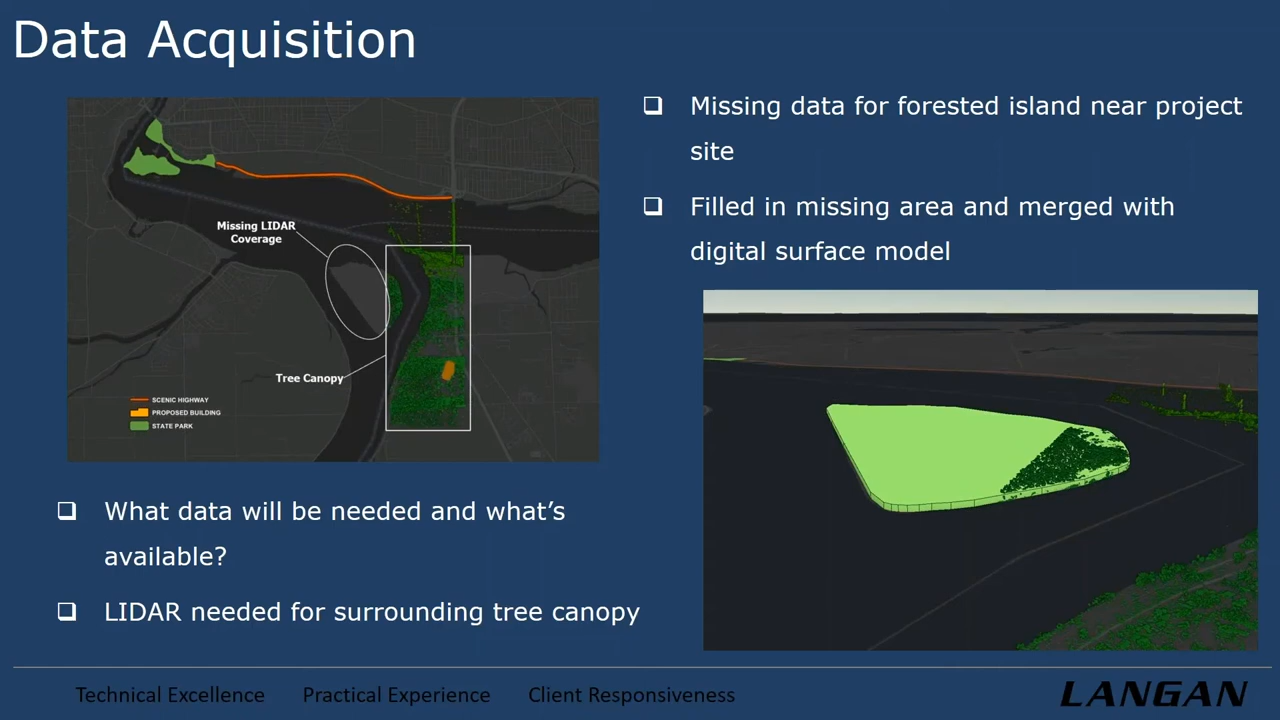 Data Acquisition
Missing LIDAR
Coverage
Tree Canopy
SCENIC HIGHWAY
PROPOSED BUILDING
STATE PARK
❑ What data will be needed and what’s
available?
❑ LIDAR needed for surrounding tree canopy
❑ Missing data for forested island near project
site
❑ Filled in missing area and merged with
digital surface model
Technical Excellence Practical Experience Client Responsiveness
LANGAN